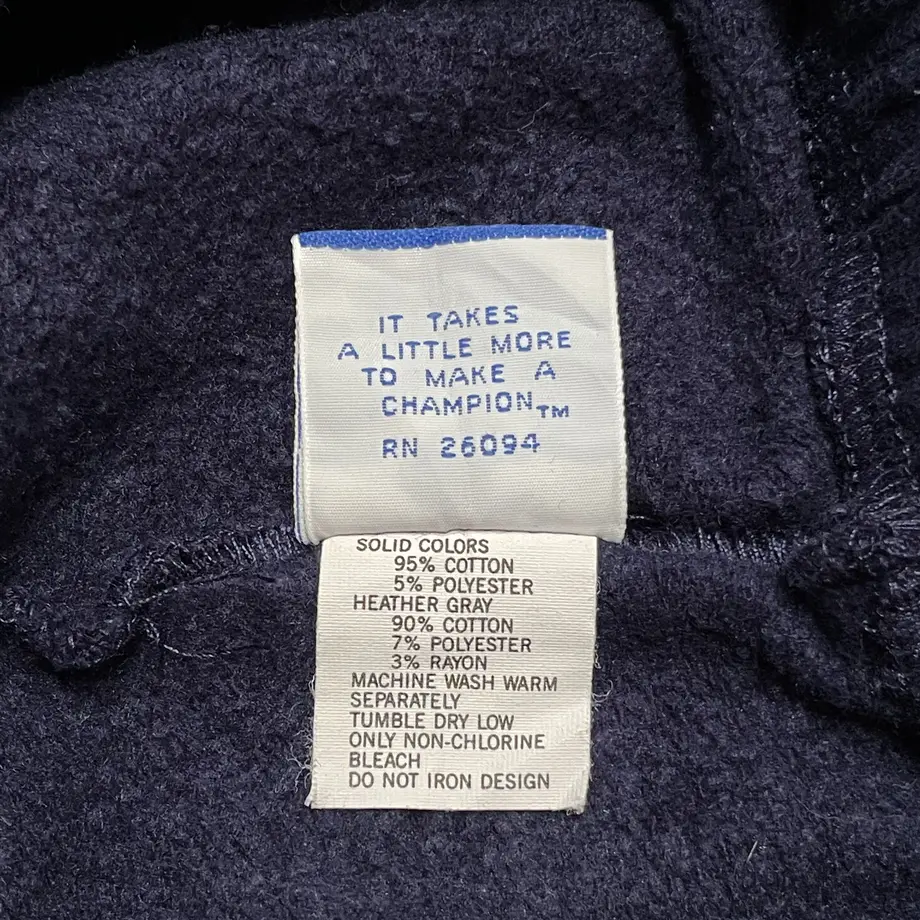 IT TAKES
A LITTLE MORE
TO MAKE A
CHAMPION™
RN 26094
SOLID COLORS
95% COTTON
5% POLYESTER
HEATHER GRAY
90% COTTON
7% POLYESTER
3% RAYON
MACHINE WASH WARM
SEPARATELY
TUMBLE DRY LOW
ONLY NON-CHLORINE
BLEACH
DO NOT IRON DESIGN